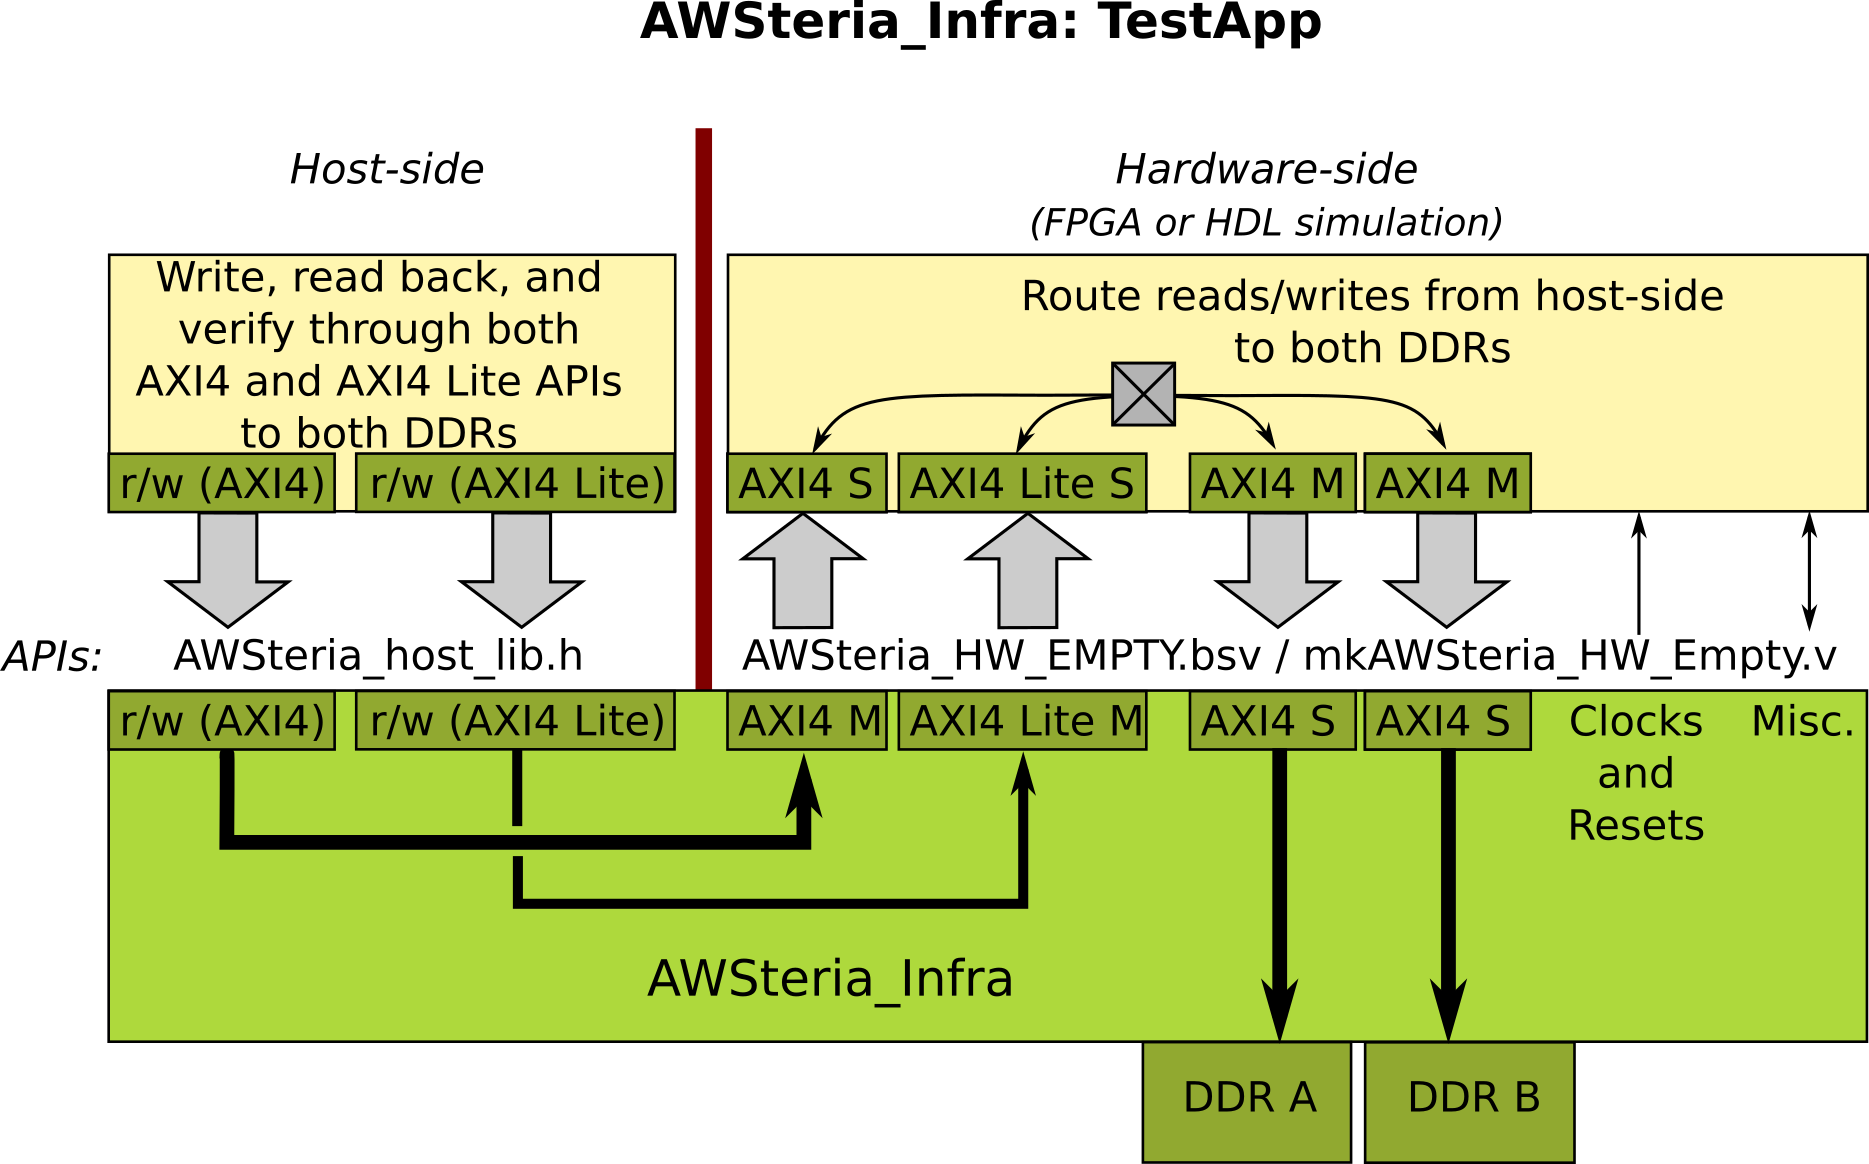 AWSteria_Infra: TestApp
Host-side
Hardware-side
(FPGA or HDL simulation)
Write, read back, and
verify through both
AXI4 and AXI4 Lite APIs
to both DDRs
Route reads/writes from host-side
to both DDRs
r/w (AXI4)
r/w (AXI4 Lite)
AXI4 S
AXI4 Lite S
AXI4 M
AXI4 M
APIs:
AWSteria_host_lib.h
AWSteria_HW_EMPTY.bsv / mkAWSteria_HW_Empty.v
r/w (AXI4)
r/w (AXI4 Lite)
AXI4 M
AXI4 Lite M
AXI4 S
AXI4 S
Clocks
and
Resets
Misc.
AWSteria_Infra
DDR A
DDR B